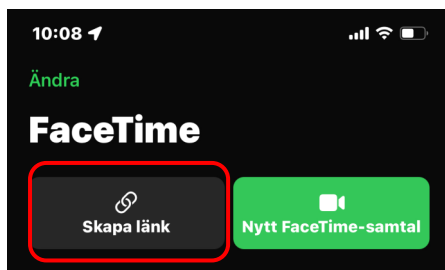 10:08
Ändra
FaceTime
Skapa länk
Nytt FaceTime-samtal